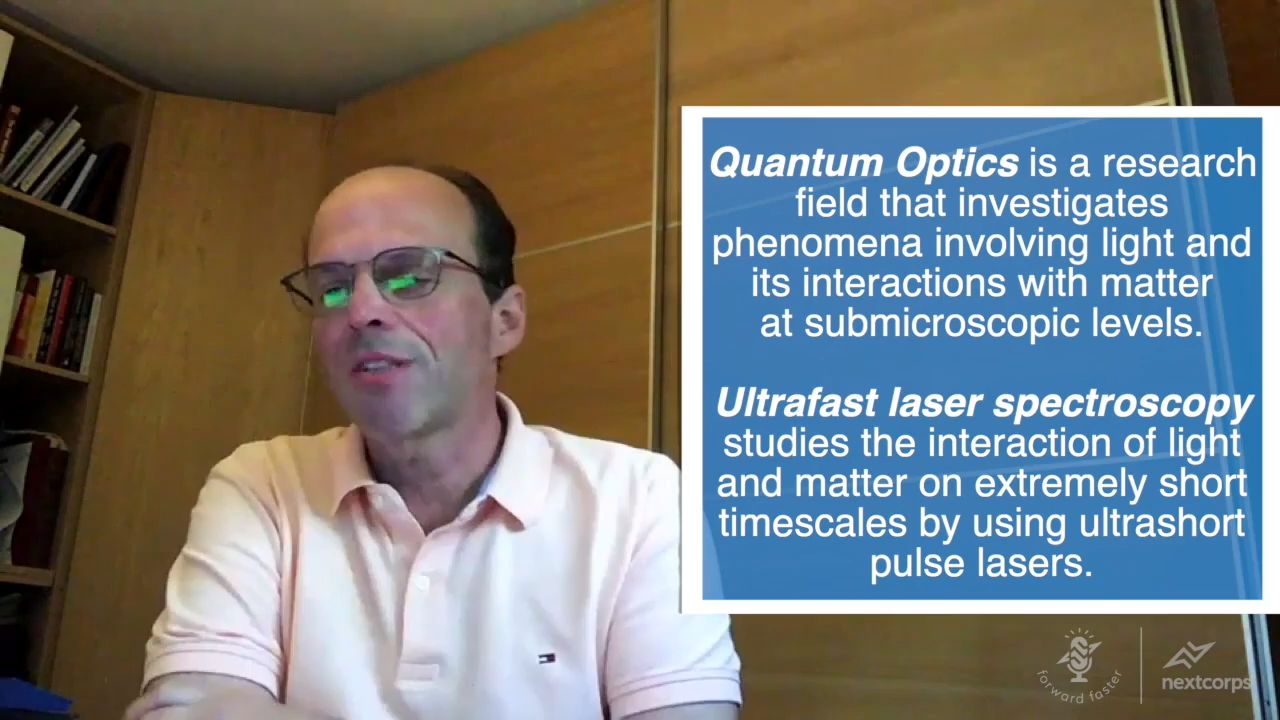 Quantum Optics is a research
field that investigates
phenomena involving light and
its interactions with matter
at submicroscopic levels.
Ultrafast laser spectroscopy
studies the interaction of light
and matter on extremely short
timescales by using ultrashort
pulse lasers.
forward faster
nextcorps